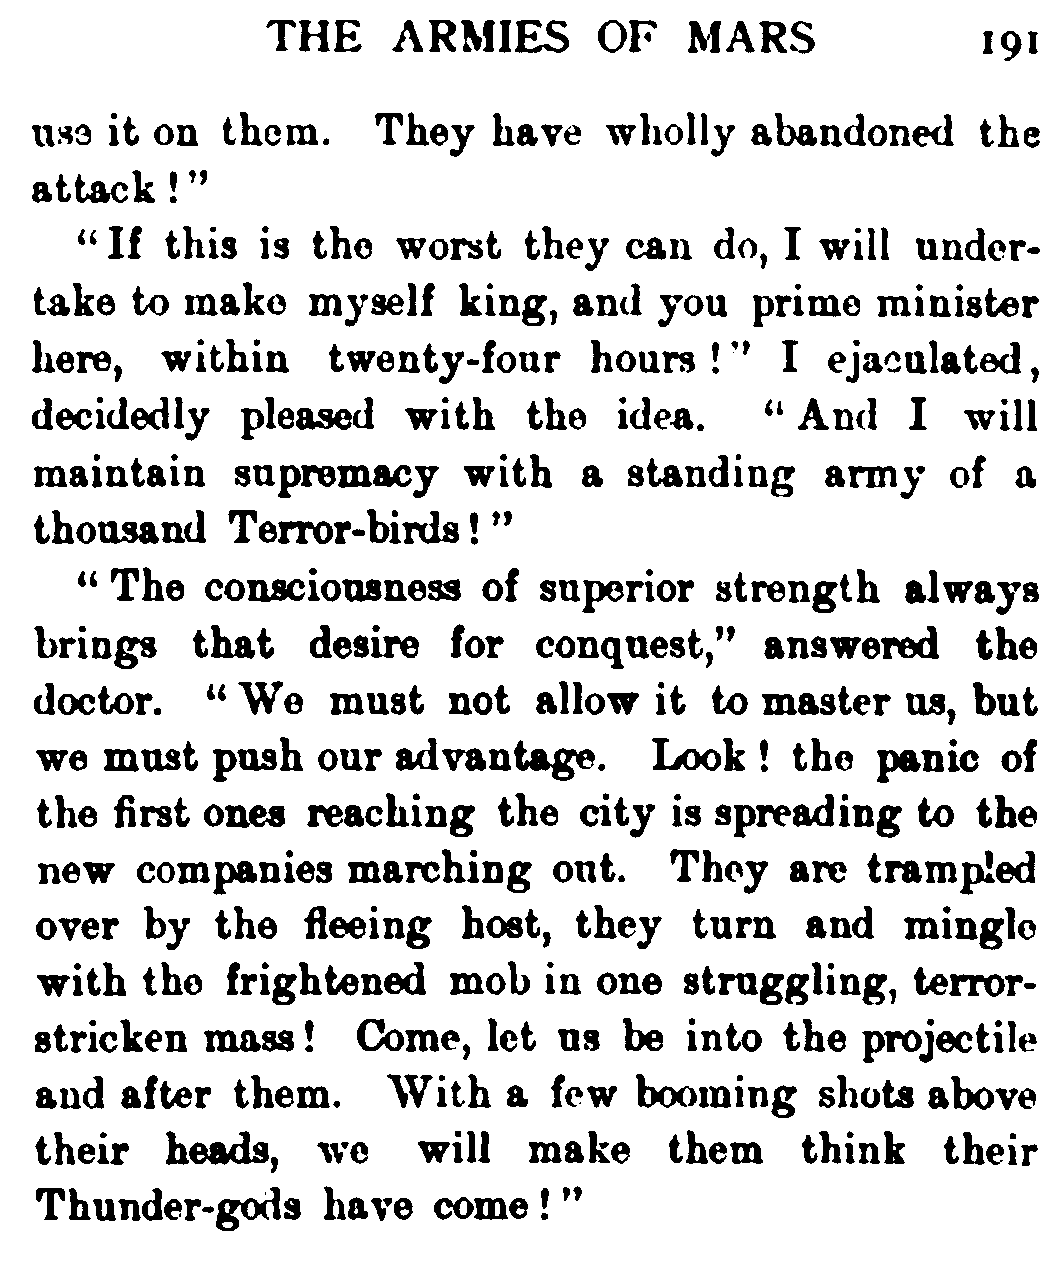 THE ARMIES OF MARS 191
use it on them. They have wholly abandoned the
attack!"
"If this is the worst they can do, I will under-
take to make myself king, and you prime minister
here, within twenty-four hours!" I ejaculated,
decidedly pleased with the idea. "And I will
maintain supremacy with a standing army of a
thousand Terror-birds!"
"The consciousness of superior strength always
brings that desire for conquest," answered the
doctor. "We must not allow it to master us, but
we must push our advantage. Look! the panic of
the first ones reaching the city is spreading to the
new companies marching out. They are trampled
over by the fleeing host, they turn and mingle
with the frightened mob in one struggling, terror-
stricken mass! Come, let us be into the projectile
and after them. With a few booming shots above
their heads, we will make them think their
Thunder-gods have come!"